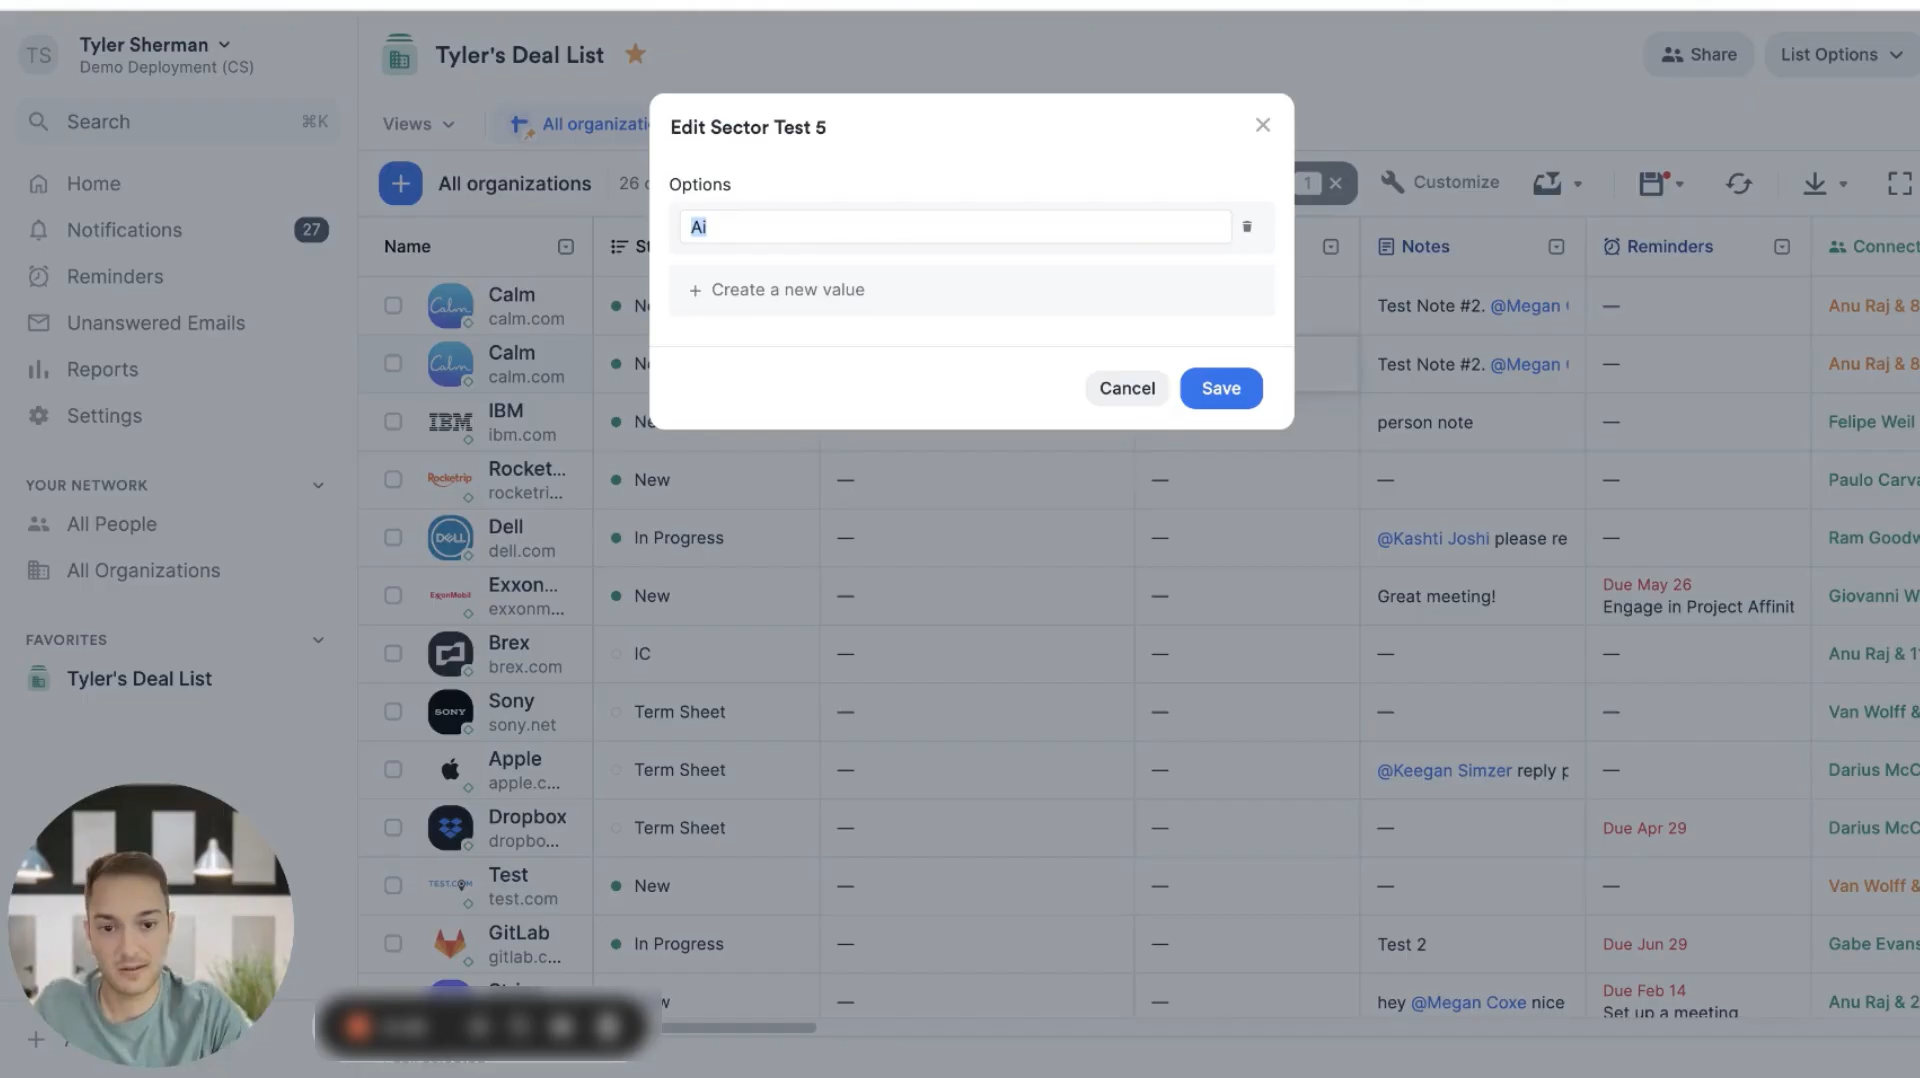 TS
Tyler Sherman
Demo Deployment (CS)
Search
⌘K
Home
Notifications
27
Reminders
Unanswered Emails
Reports
Settings
YOUR NETWORK
All People
All Organizations
FAVORITES
Tyler's Deal List
Tyler's Deal List
Share
List Options
Views
All organizati
All organizations
26
1
Customize
Edit Sector Test 5
Options
Ai
+ Create a new value
Cancel
Save
Name
Notes
Reminders
Connect
Calm
calm.com
Test Note #2. @Megan
—
Anu Raj & 8
Calm
calm.com
Test Note #2. @Megan
—
Anu Raj & 8
IBM
ibm.com
person note
—
Felipe Weil
Rocket...
rocketri...
Rocketrip
New
—
—
—
—
Paulo Carva
Dell
dell.com
DELL
In Progress
—
—
@Kashti Joshi please re
—
Ram Goodw
Exxon...
exxonm...
ExxonMobil
New
—
—
Great meeting!
Due May 26
Engage in Project Affinit
Giovanni W
Brex
brex.com
IC
—
—
—
—
Anu Raj & 1
Sony
sony.net
SONY
Term Sheet
—
—
—
—
Van Wolff &
Apple
apple.c...
Term Sheet
—
—
@Keegan Simzer reply p
—
Darius McC
Dropbox
dropbo...
Term Sheet
—
—
—
Due Apr 29
Darius McC
Test
test.com
TEST.COM
New
—
—
—
—
Van Wolff &
GitLab
gitlab.c...
In Progress
—
—
Test 2
Due Jun 29
Gabe Evans
—
—
hey @Megan Coxe nice
Due Feb 14
Set up a meeting
Anu Raj & 2